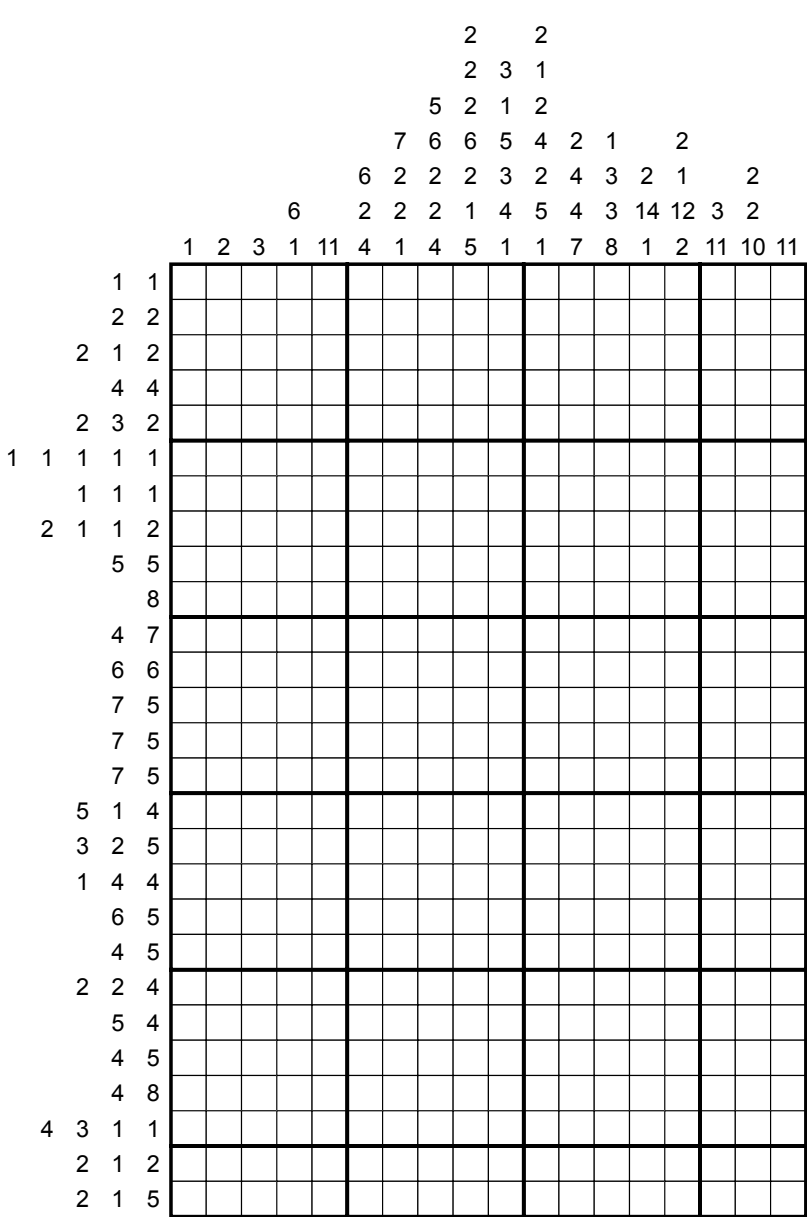 2 2
2 3 1
5 2 1 2
7 6 6 5 4 2 1 2
6 2 2 2 3 2 4 3 2 1 2
6 2 2 2 1 4 5 4 3 14 12 3 2
1 2 3 1 11 4 1 4 5 1 1 7 8 1 2 11 10 11
1 1
2 2
2 1 2
4 4
2 3 2
1 1 1 1 1
1 1 1
2 1 1 2
5 5
8
4 7
6 6
7 5
7 5
7 5
5 1 4
3 2 5
1 4 4
6 5
4 5
2 2 4
5 4
4 5
4 8
4 3 1 1
2 1 2
2 1 5